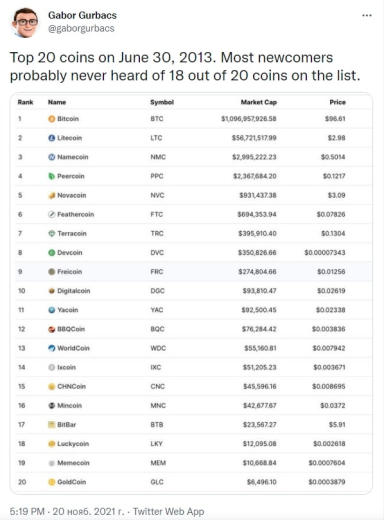 Gabor Gurbacs
@gaborgurbacs
Top 20 coins on June 30, 2013. Most newcomers
probably never heard of 18 out of 20 coins on the list.
Rank Name Symbol Market Cap Price
1 Bitcoin BTC $1,096,957,926.58 $96.61
2 Litecoin LTC $56,721,517.99 $2.98
3 Namecoin NMC $2,995,222.23 $0.5014
4 Peercoin PPC $2,367,684.20 $0.1217
5 Novacoin NVC $931,437.38 $3.09
6 Feathercoin FTC $694,353.94 $0.07826
7 Terracoin TRC $395,910.40 $0.1304
8 Devcoin DVC $350,826.66 $0.00007343
9 Freicoin FRC $274,804.66 $0.01256
10 Digitalcoin DGC $93,810.47 $0.02619
11 Yacoin YAC $92,500.45 $0.02338
12 BBQCoin BQC $76,284.42 $0.003836
13 WorldCoin WDC $55,160.81 $0.007942
14 Ixcoin IXC $51,205.23 $0.003671
15 CHNCoin CNC $45,596.16 $0.008695
16 Mincoin MNC $42,677.67 $0.0372
17 BitBar BTB $23,567.27 $5.91
18 Luckycoin LKY $12,095.08 $0.002618
19 Memecoin MEM $10,668.84 $0.0007604
20 GoldCoin GLC $6,496.10 $0.0003879
5:19 PM · 20 нояб. 2021 г. · Twitter Web App